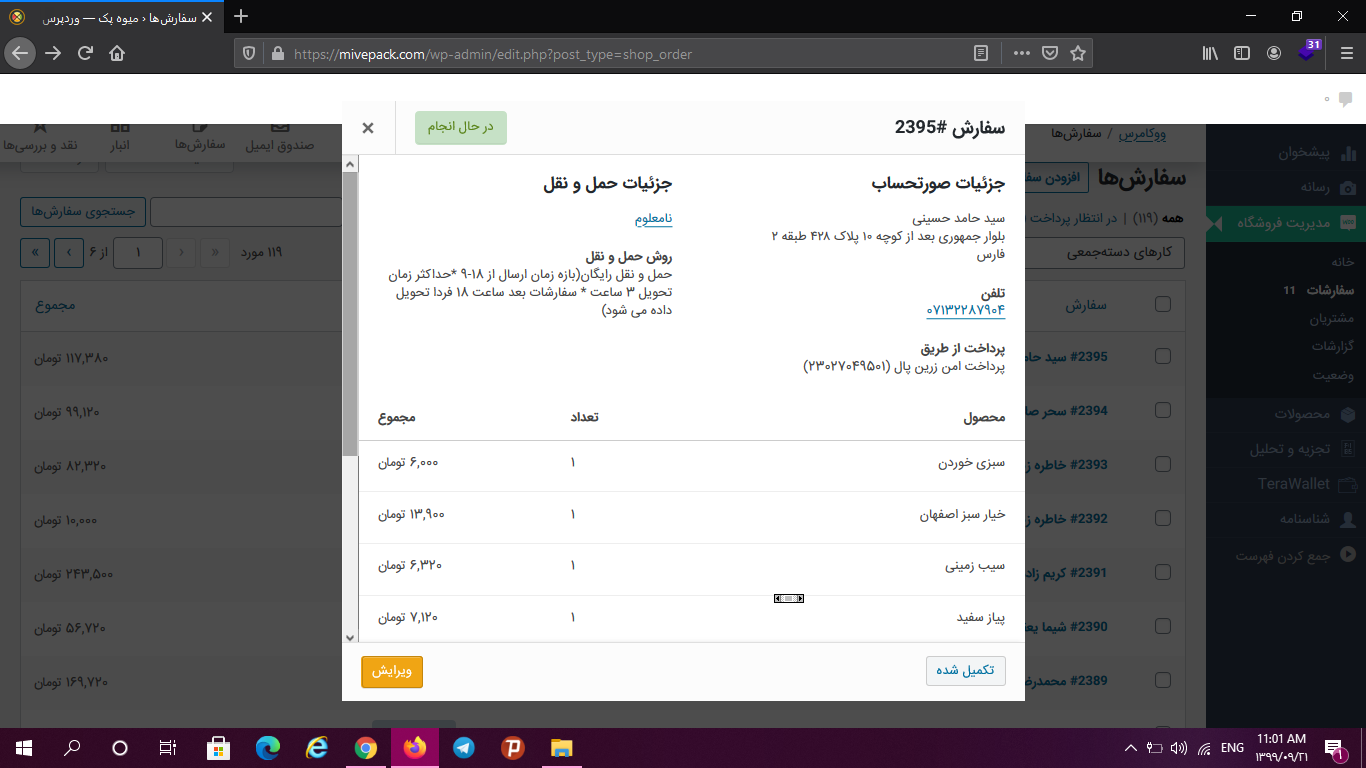 سفارش‌ها ‹ میوه پک — وردپرس
https://mivepack.com/wp-admin/edit.php?post_type=shop_order
31
۰
سفارش #2395
در حال انجام
ووکامرس / سفارش‌ها
صندوق ایمیل
سفارش‌ها
انبار
نقد و بررسی‌ها
سفارش‌ها
افزودن سفا
جستجوی سفارش‌ها
همه (۱۱۹) | در انتظار پرداخت (
کارهای دسته‌جمعی
۱۱۹ مورد
«
‹
۱
از ۶
›
»
سفارش
مجموع
#2395 سید حام
۱۱۷,۳۸۰ تومان
#2394 سحر صا
۹۹,۱۲۰ تومان
#2393 خاطره ز
۸۲,۳۲۰ تومان
#2392 خاطره ز
۱۰,۰۰۰ تومان
#2391 کریم زاد
۲۴۳,۵۰۰ تومان
#2390 شیما یعق
۵۶,۷۲۰ تومان
#2389 محمدرض
۱۶۹,۷۲۰ تومان
پیشخوان
رسانه
مدیریت فروشگاه
خانه
سفارشات 11
مشتریان
گزارشات
وضعیت
محصولات
تجزیه و تحلیل
TeraWallet
شناسنامه
جمع کردن فهرست
جزئیات صورتحساب
سید حامد حسینی
بلوار جمهوری بعد از کوچه ۱۰ پلاک ۴۲۸ طبقه ۲
فارس
تلفن
۰۷۱۳۲۲۸۷۹۰۴
پرداخت از طریق
پرداخت امن زرین پال (۲۳۰۲۷۰۴۹۵۰۱)
جزئیات حمل و نقل
نامعلوم
روش حمل و نقل
حمل و نقل رایگان(بازه زمان ارسال از ۱۸-۹ *حداکثر زمان
تحویل ۳ ساعت * سفارشات بعد ساعت ۱۸ فردا تحویل
داده می شود)
محصول تعداد مجموع
سبزی خوردن ۱ ۶,۰۰۰ تومان
خیار سبز اصفهان ۱ ۱۳,۹۰۰ تومان
سیب زمینی ۱ ۶,۳۲۰ تومان
پیاز سفید ۱ ۷,۱۲۰ تومان
تکمیل شده
ویرایش
ENG
11:01 AM
۱۳۹۹/۰۹/۲۱
۱